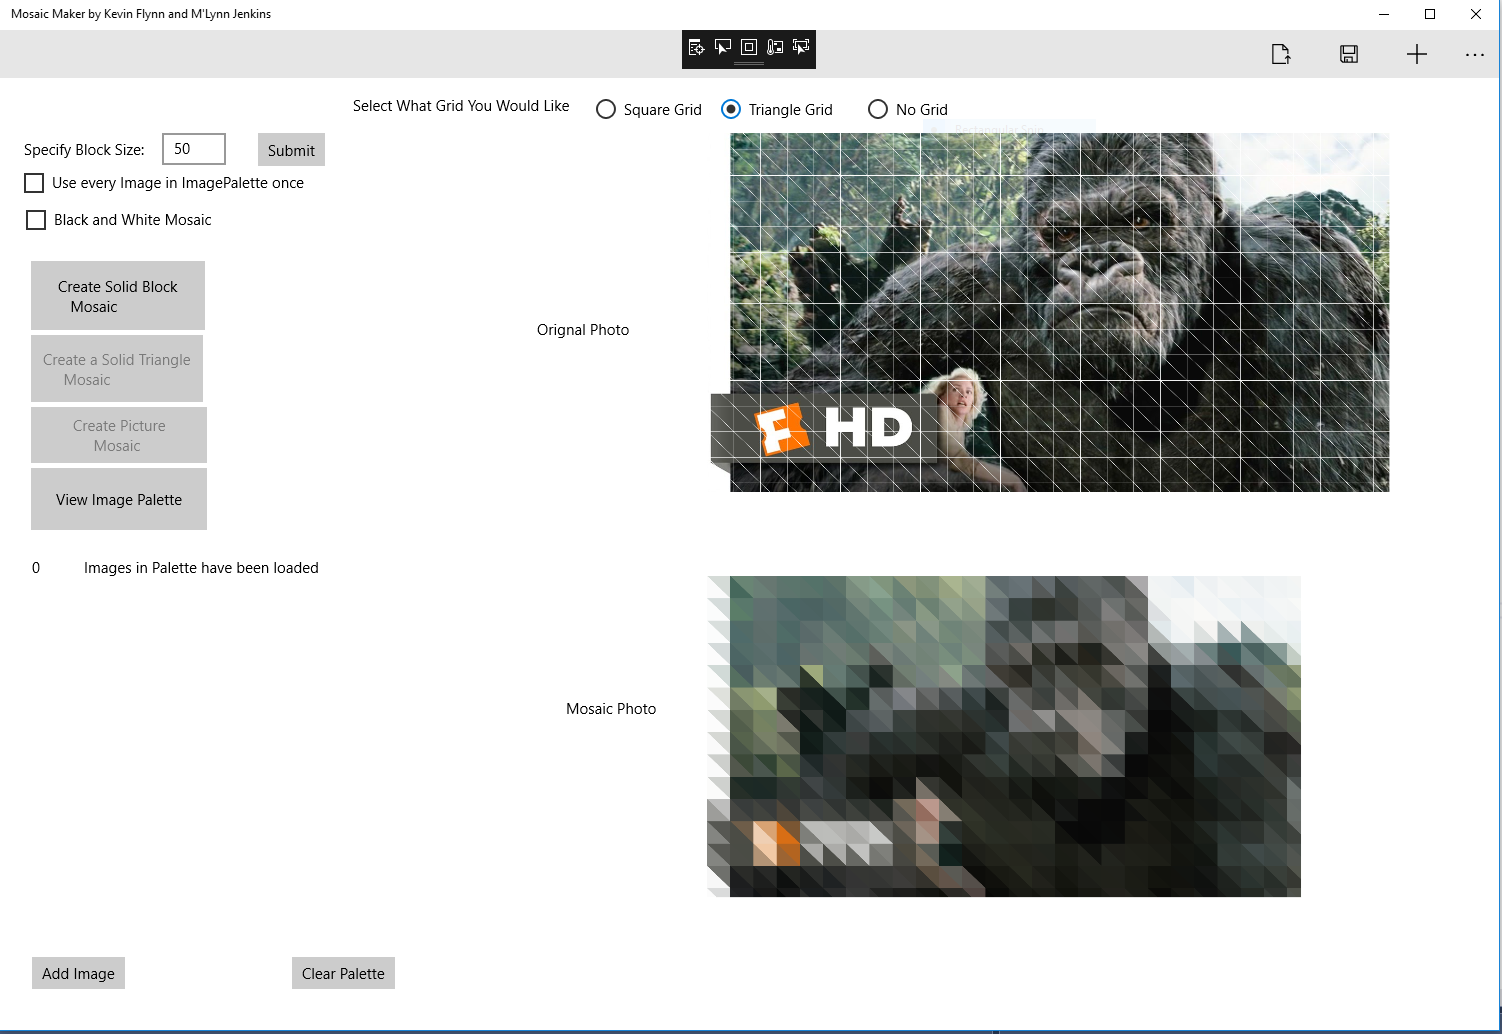 Mosaic Maker by Kevin Flynn and M'Lynn Jenkins
Select What Grid You Would Like
Square Grid
Triangle Grid
No Grid
Specify Block Size:
50
Submit
Use every Image in ImagePalette once
Black and White Mosaic
Create Solid Block
Mosaic
Create a Solid Triangle
Mosaic
Create Picture
Mosaic
View Image Palette
Orignal Photo
F HD
0 Images in Palette have been loaded
Mosaic Photo
Add Image
Clear Palette